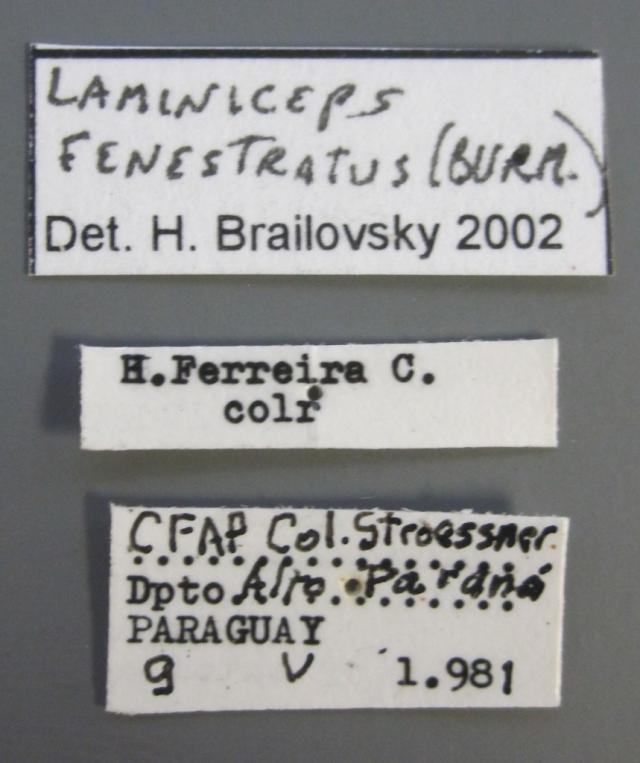 LAMINICEPS
FENESTRATUS (BURM.)
Det. H. Brailovsky 2002
H.Ferreira C.
colr
CFAP Col. Stroessner
Dpto Alto Paraná
PARAGUAY
9 V 1.981